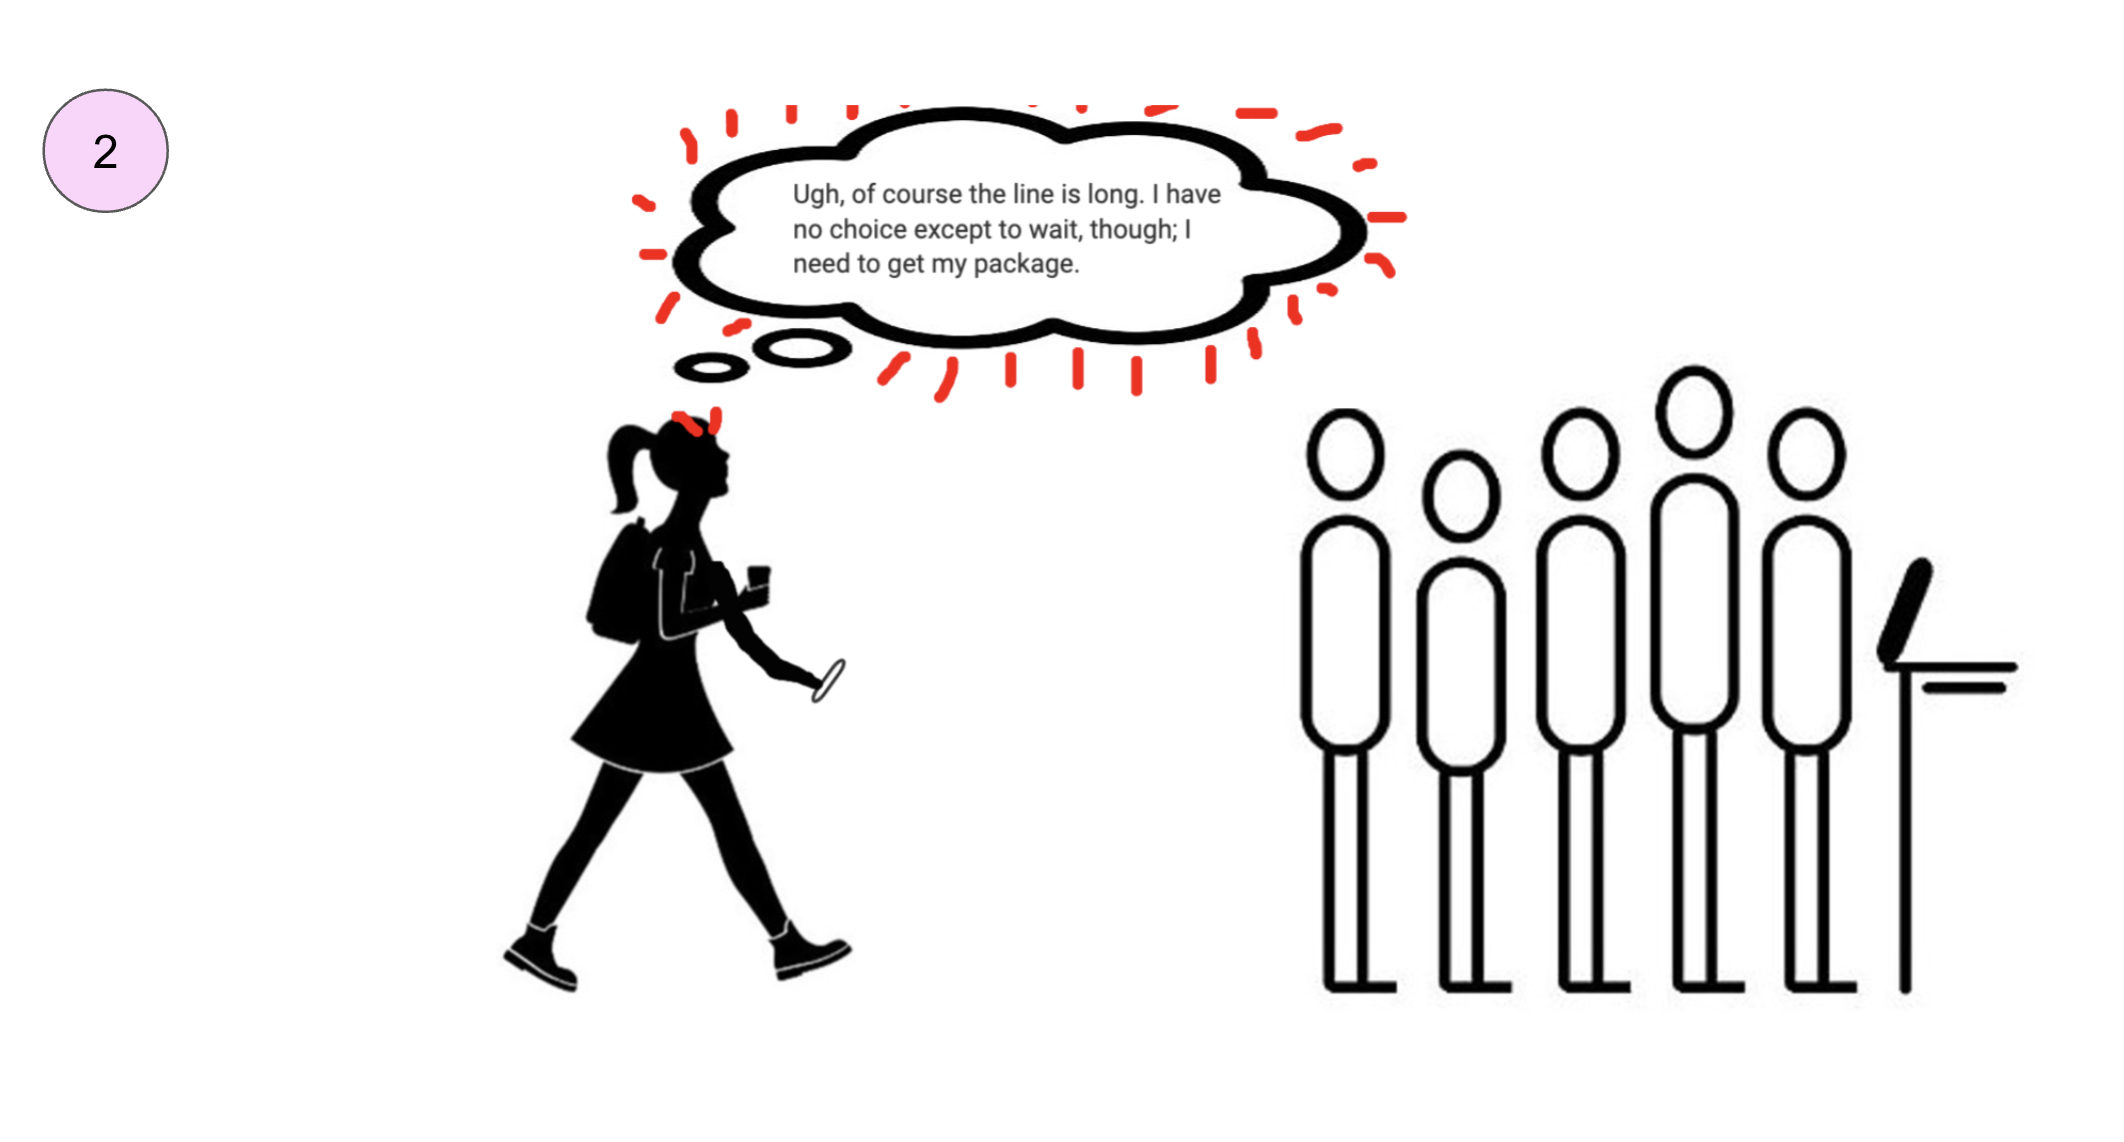 2
Ugh, of course the line is long. I have
no choice except to wait, though; I
need to get my package.